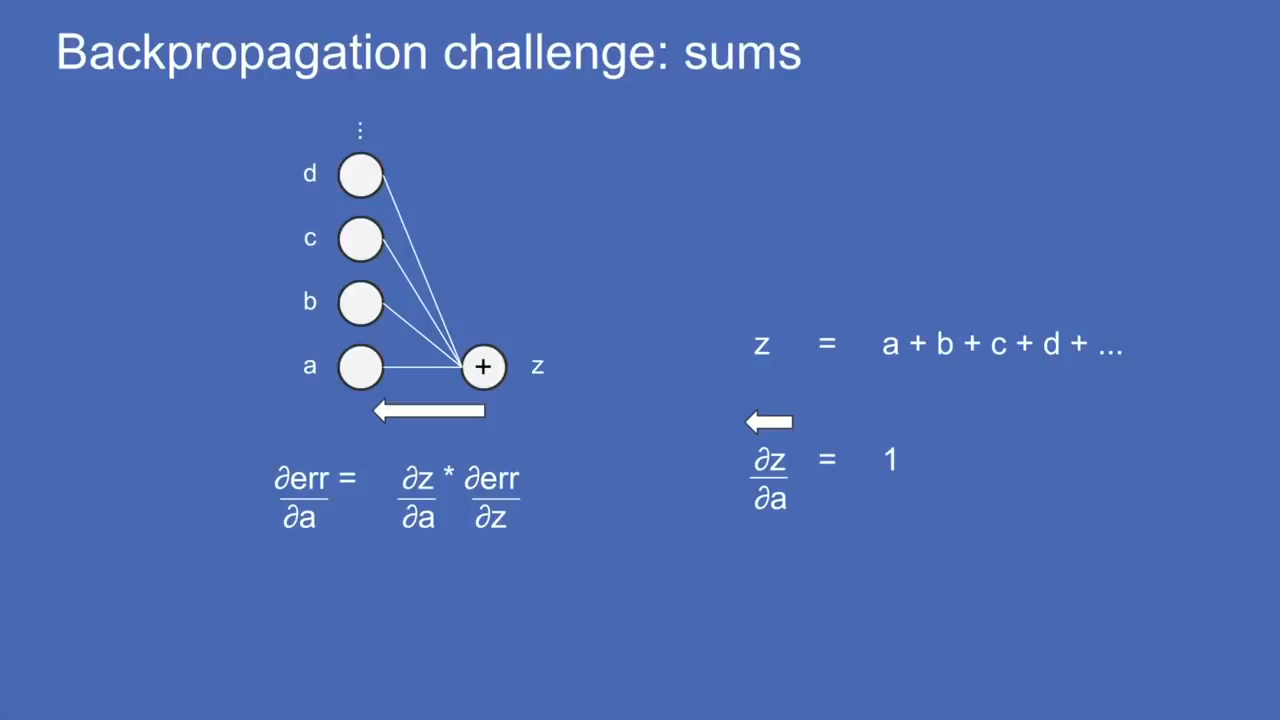 Backpropagation challenge: sums
⋮
d
c
b
a
+
z
z = a + b + c + d + ...
∂z = 1
∂a
∂err = ∂z * ∂err
∂a ∂a ∂z